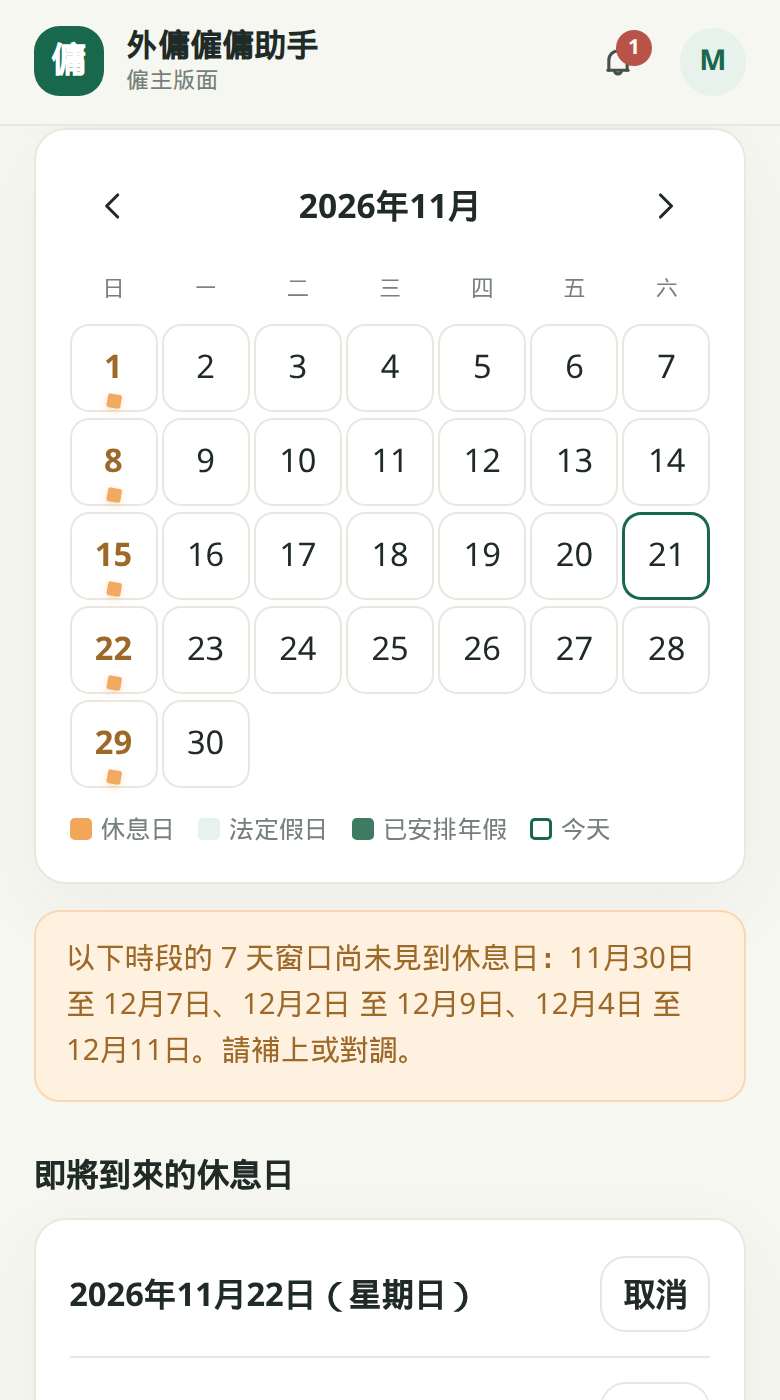 傭
外傭僱傭助手
僱主版面
1
M
2026年11月
日 一 二 三 四 五 六
1 2 3 4 5 6 7
8 9 10 11 12 13 14
15 16 17 18 19 20 21
22 23 24 25 26 27 28
29 30
休息日 法定假日 已安排年假 今天
以下時段的 7 天窗口尚未見到休息日：11月30日
至 12月7日、12月2日 至 12月9日、12月4日 至
12月11日。請補上或對調。
即將到來的休息日
2026年11月22日（星期日） 取消